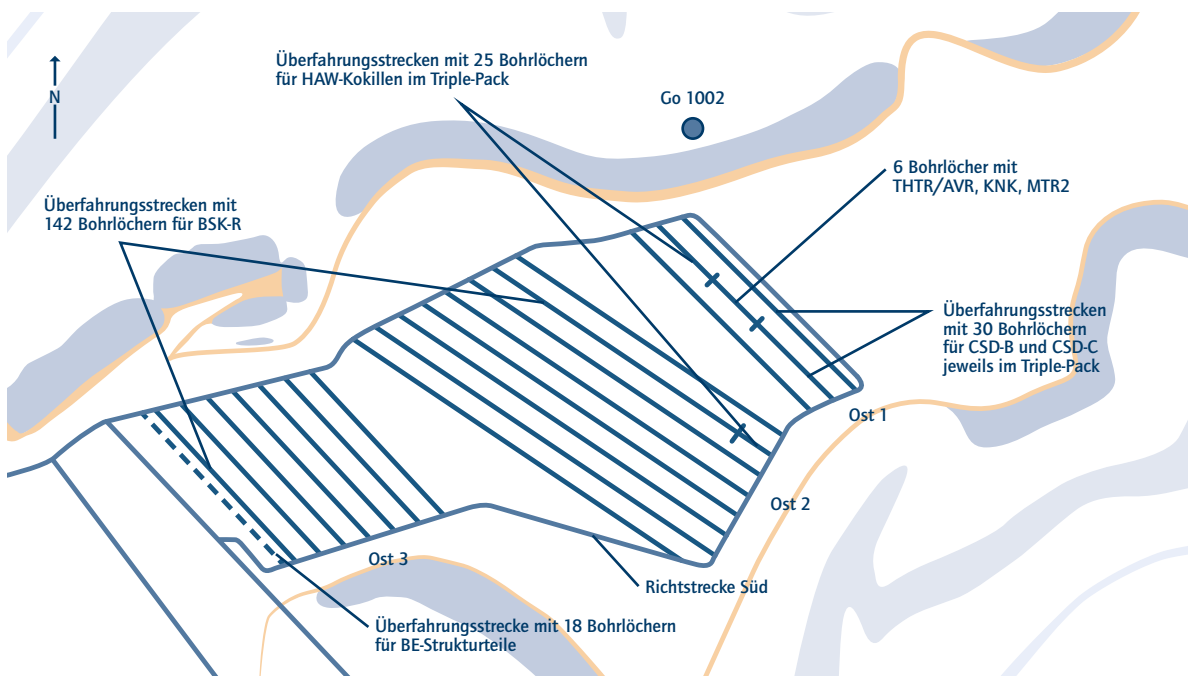 Überfahrungsstrecken mit 25 Bohrlöchern
für HAW-Kokillen im Triple-Pack
N
Go 1002
6 Bohrlöcher mit
THTR/AVR, KNK, MTR2
Überfahrungsstrecken mit
142 Bohrlöchern für BSK-R
Überfahrungsstrecken
mit 30 Bohrlöchern
für CSD-B und CSD-C
jeweils im Triple-Pack
Ost 1
Ost 2
Ost 3
Richtstrecke Süd
Überfahrungsstrecke mit 18 Bohrlöchern
für BE-Strukturteile